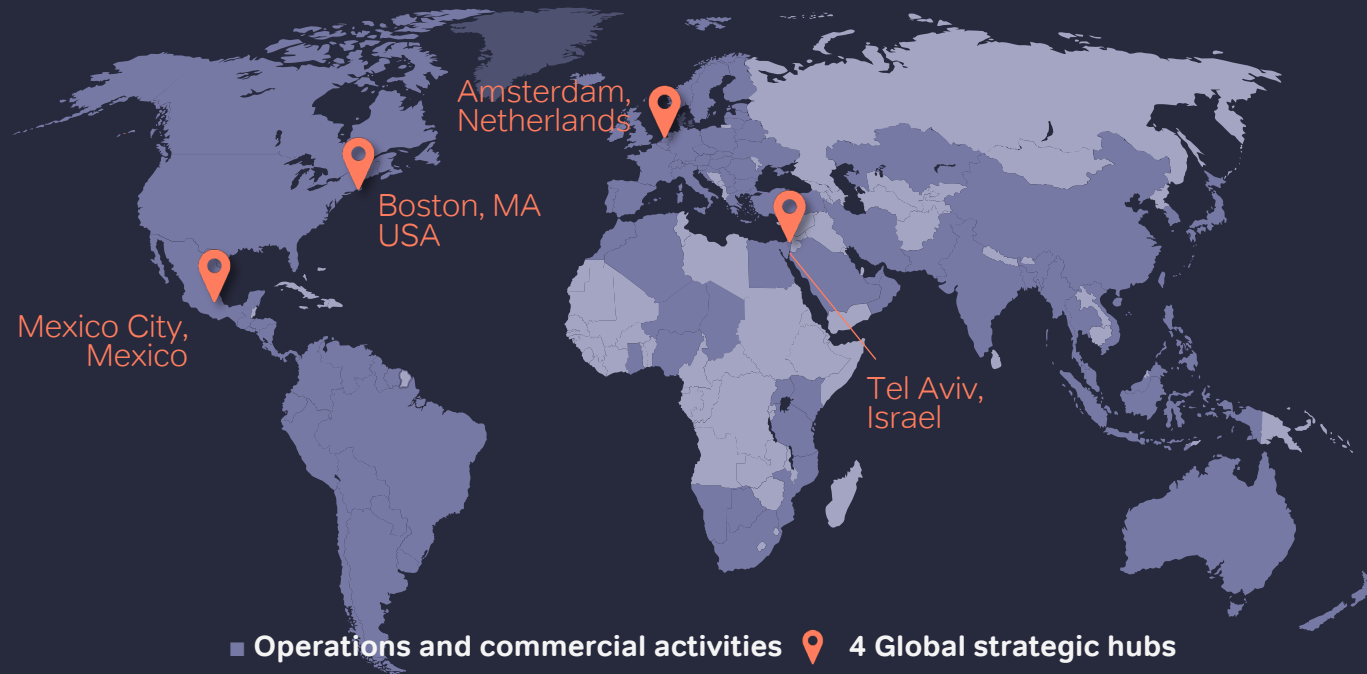 Amsterdam,
Netherlands
Boston, MA
USA
Mexico City,
Mexico
Tel Aviv,
Israel
Operations and commercial activities
4 Global strategic hubs